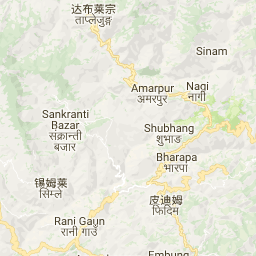 达布莱宗
ताप्लेजुङ्ग
Sinam
Amarpur
अमरपुर
Nagi
नागी
Sankranti
Bazar
सक्रान्ती
बजार
Shubhang
शुभाङ
Bharapa
भारपा
锡姆莱
सिम्ले
皮迪姆
फिदिम
Rani Gaun
रानी गाउँ
Embung